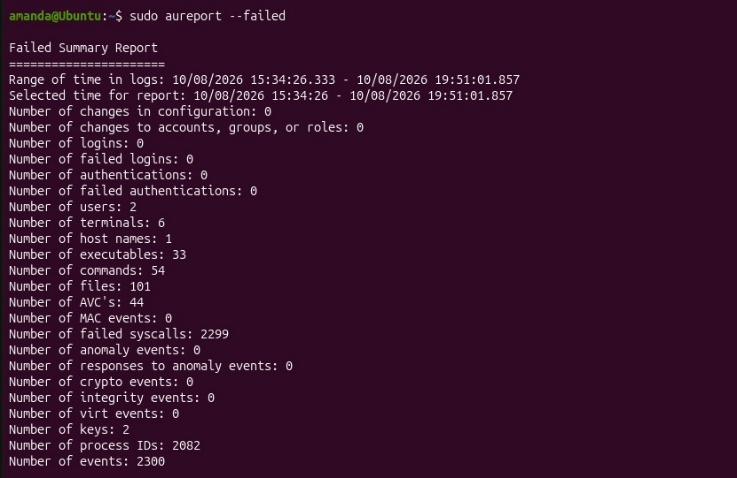 amanda@Ubuntu:~$ sudo aureport --failed
Failed Summary Report
======================
Range of time in logs: 10/08/2026 15:34:26.333 - 10/08/2026 19:51:01.857
Selected time for report: 10/08/2026 15:34:26 - 10/08/2026 19:51:01.857
Number of changes in configuration: 0
Number of changes to accounts, groups, or roles: 0
Number of logins: 0
Number of failed logins: 0
Number of authentications: 0
Number of failed authentications: 0
Number of users: 2
Number of terminals: 6
Number of host names: 1
Number of executables: 33
Number of commands: 54
Number of files: 101
Number of AVC's: 44
Number of MAC events: 0
Number of failed syscalls: 2299
Number of anomaly events: 0
Number of responses to anomaly events: 0
Number of crypto events: 0
Number of integrity events: 0
Number of virt events: 0
Number of keys: 2
Number of process IDs: 2082
Number of events: 2300